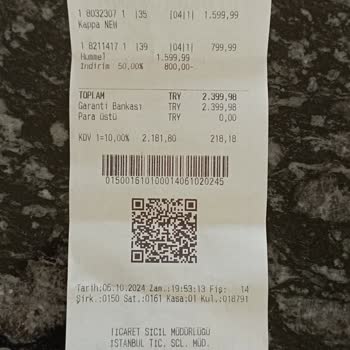 1 8032307 1 |35 |04|1| 1.599,99
Kappa NEW
1 8211417 1 |39 |04|1| 799,99
Hummel 1.599,99
Indirim 50,00% 800,00-
TOPLAM TRY 2.399,98
Garanti Bankası TRY 2.399,98
Para üstü TRY 0,00
KDV 1=10,00% 2.181,80 218,18
015001610100014061020245
Tarih:06.10.2024 Zam.:19:53:13 Fiş: 14
Şirk.:0150 Sat.:0161 Kasa:01 Kul.:018791
TİCARET SİCİL MÜDÜRLÜĞÜ
İSTANBUL TİC. SCL. MÜD.